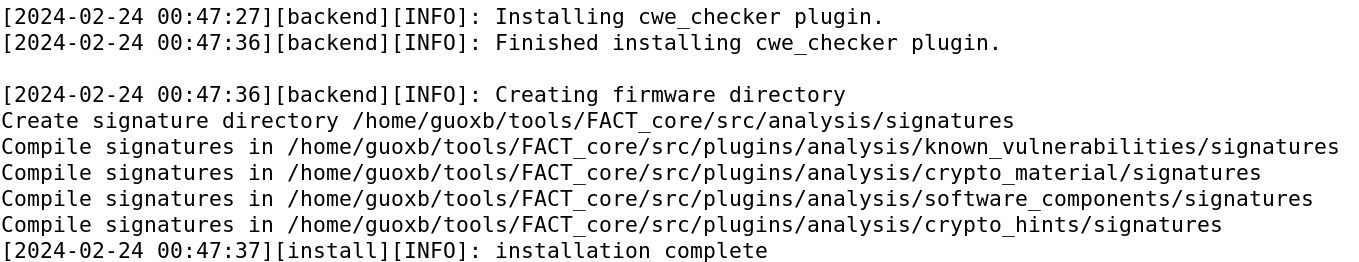 [2024-02-24 00:47:27][backend][INFO]: Installing cwe_checker plugin.
[2024-02-24 00:47:36][backend][INFO]: Finished installing cwe_checker plugin.
[2024-02-24 00:47:36][backend][INFO]: Creating firmware directory
Create signature directory /home/guoxb/tools/FACT_core/src/analysis/signatures
Compile signatures in /home/guoxb/tools/FACT_core/src/plugins/analysis/known_vulnerabilities/signatures
Compile signatures in /home/guoxb/tools/FACT_core/src/plugins/analysis/crypto_material/signatures
Compile signatures in /home/guoxb/tools/FACT_core/src/plugins/analysis/software_components/signatures
Compile signatures in /home/guoxb/tools/FACT_core/src/plugins/analysis/crypto_hints/signatures
[2024-02-24 00:47:37][install][INFO]: installation complete